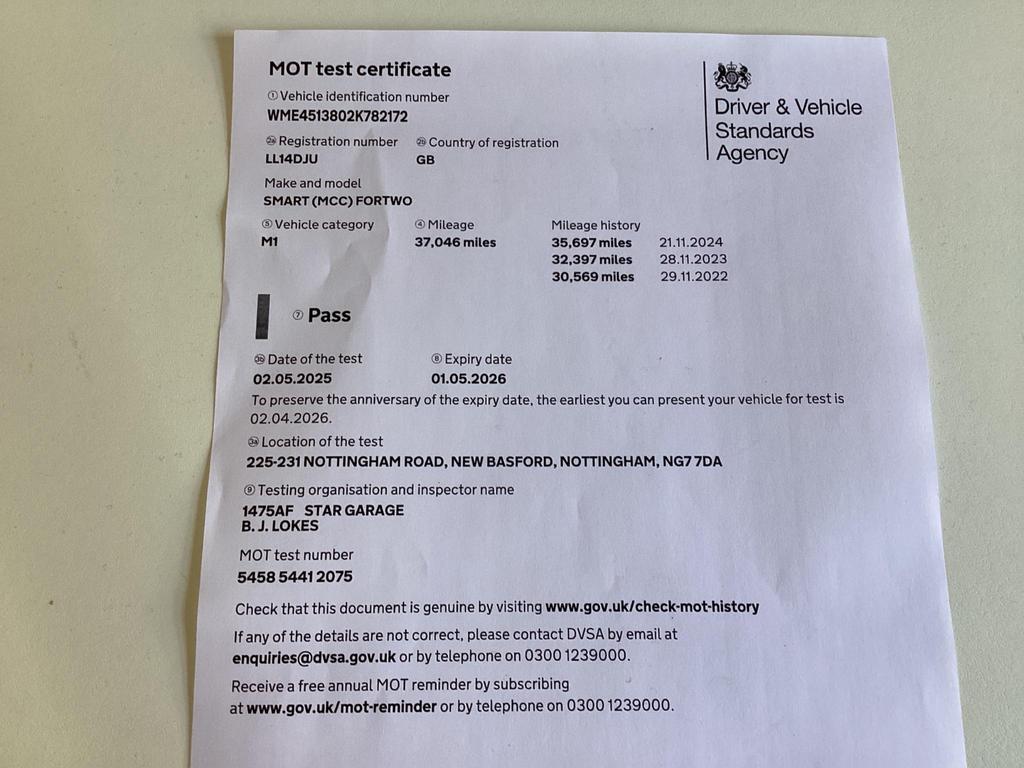 MOT test certificate
① Vehicle identification number
WME4513802K782172
Driver & Vehicle
Standards
Agency
2a Registration number 2b Country of registration
LL14DJU GB
Make and model
SMART (MCC) FORTWO
⑤ Vehicle category ④ Mileage Mileage history
M1 37,046 miles 35,697 miles 21.11.2024
32,397 miles 28.11.2023
30,569 miles 29.11.2022
⑦ Pass
3b Date of the test ⑧ Expiry date
02.05.2025 01.05.2026
To preserve the anniversary of the expiry date, the earliest you can present your vehicle for test is
02.04.2026.
3a Location of the test
225-231 NOTTINGHAM ROAD, NEW BASFORD, NOTTINGHAM, NG7 7DA
⑨ Testing organisation and inspector name
1475AF STAR GARAGE
B. J. LOKES
MOT test number
5458 5441 2075
Check that this document is genuine by visiting www.gov.uk/check-mot-history
If any of the details are not correct, please contact DVSA by email at
enquiries@dvsa.gov.uk or by telephone on 0300 1239000.
Receive a free annual MOT reminder by subscribing
at www.gov.uk/mot-reminder or by telephone on 0300 1239000.